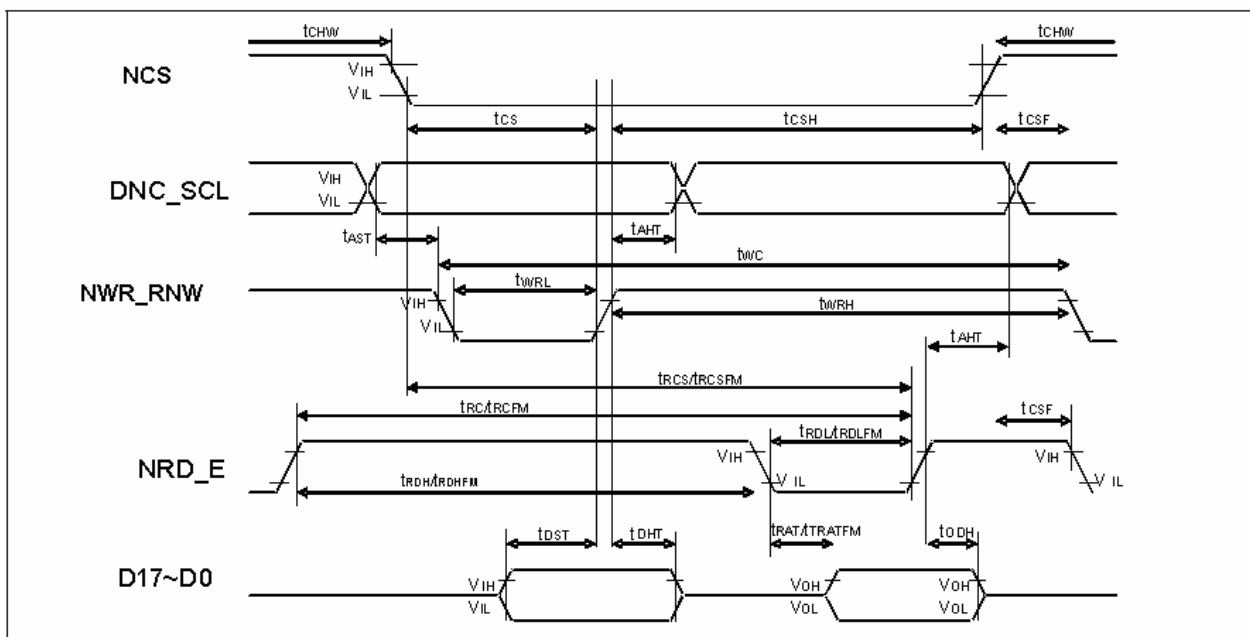 tCHW tCHW
NCS
VIH
VIL
tCS tCSH tCSF
DNC_SCL
VIH
VIL
tAST tAHT
tWC
NWR_RNW
tWRL
VIH
VIL
tWRH
tAHT
tRCS/tRCSFM
tRC/tRCFM
tCSF
tRDL/tRDLFM
NRD_E
VIH VIH
VIL VIL
tRDH/tRDHFM
tDST tDHT tRAT/tTRATFM tODH
D17~D0
VIH VOH VOH
VIL VOL VOL